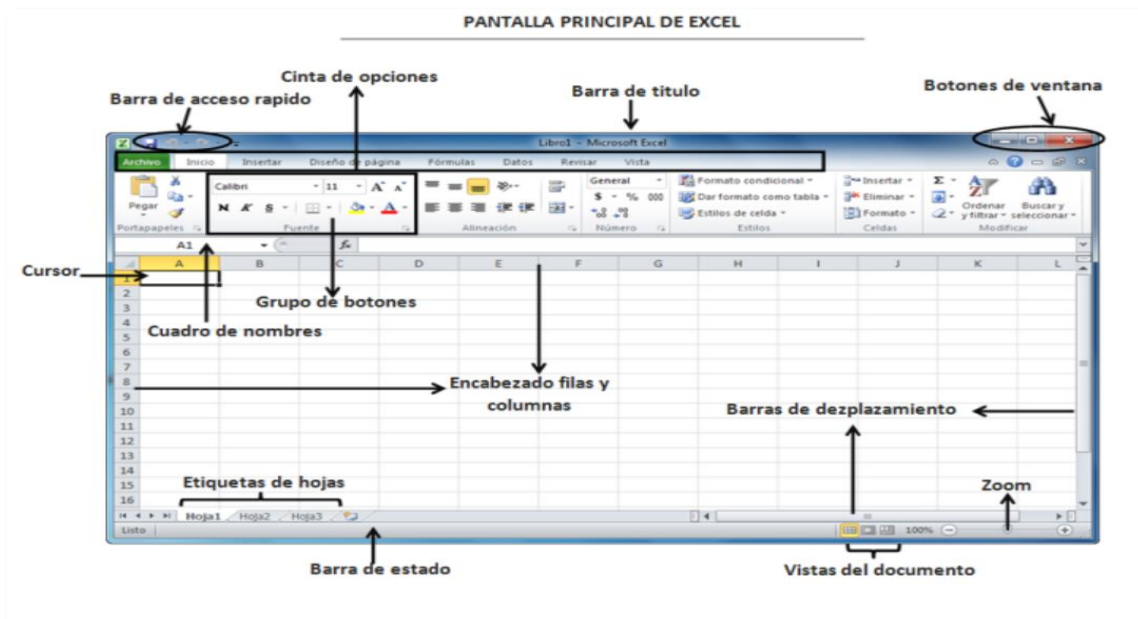 PANTALLA PRINCIPAL DE EXCEL
Cinta de opciones
Barra de acceso rapido
Barra de titulo
Botones de ventana
Libro1 - Microsoft Excel
Archivo Inicio Insertar Diseño de página Fórmulas Datos Revisar Vista
Calibri 11 A A General Formato condicional Insertar Σ
Pegar $ % 000 Dar formato como tabla Eliminar Ordenar Buscar y
N K S A Estilos de celda Formato y filtrar seleccionar
Portapapeles Fuente Alineación Número Estilos Celdas Modificar
A1 fx
Cursor
A B C D E F G H I J K L
1
2
Grupo de botones
3
4
Cuadro de nombres
5
6
7
8
Encabezado filas y
9
columnas
10
Barras de dezplazamiento
11
12
13
14
15
Etiquetas de hojas
Zoom
16
Hoja1 Hoja2 Hoja3
Listo 100%
Barra de estado
Vistas del documento